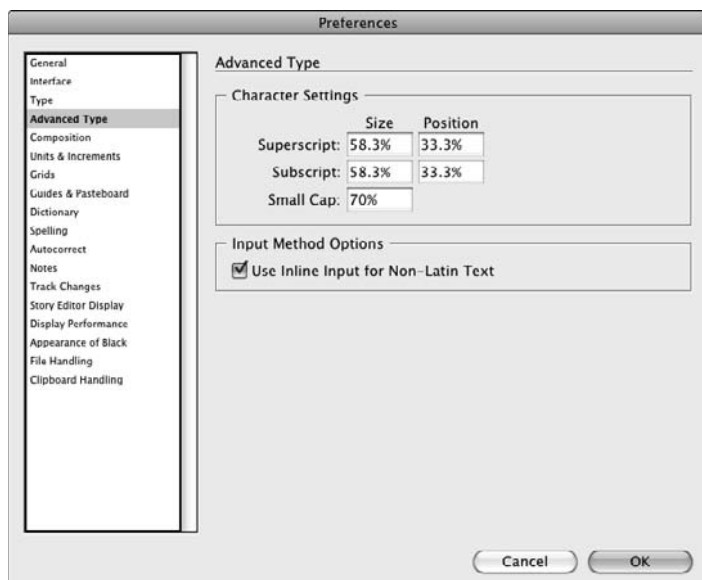 Preferences
General
Interface
Type
Advanced Type
Composition
Units & Increments
Grids
Guides & Pasteboard
Dictionary
Spelling
Autocorrect
Notes
Track Changes
Story Editor Display
Display Performance
Appearance of Black
File Handling
Clipboard Handling
Advanced Type
Character Settings
Size Position
Superscript: 58.3% 33.3%
Subscript: 58.3% 33.3%
Small Cap: 70%
Input Method Options
Use Inline Input for Non-Latin Text
Cancel OK